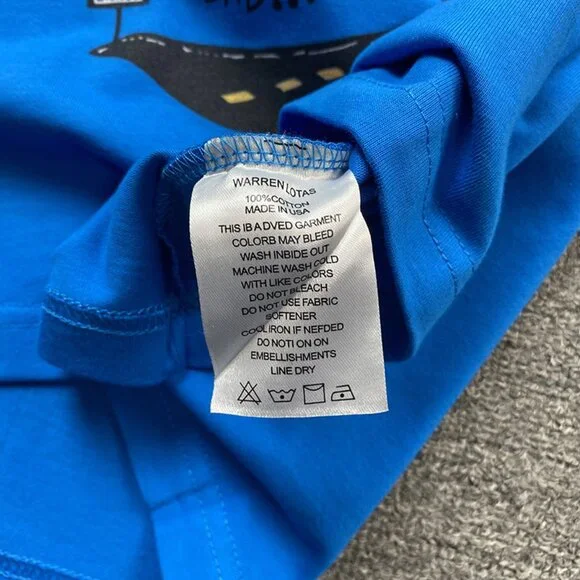 WARREN LOTAS
100%COTTON
MADE IN USA
THIS IB A DVED GARMENT
COLORB MAY BLEED
WASH INBIDE OUT
MACHINE WASH COLD
WITH LIKE COLORS
DO NOT BLEACH
DO NOT USE FABRIC
SOFTENER
COOLIRON IF NEFDED
DO NOTI ON ON
EMBELLISHMENTS
LINE DRY